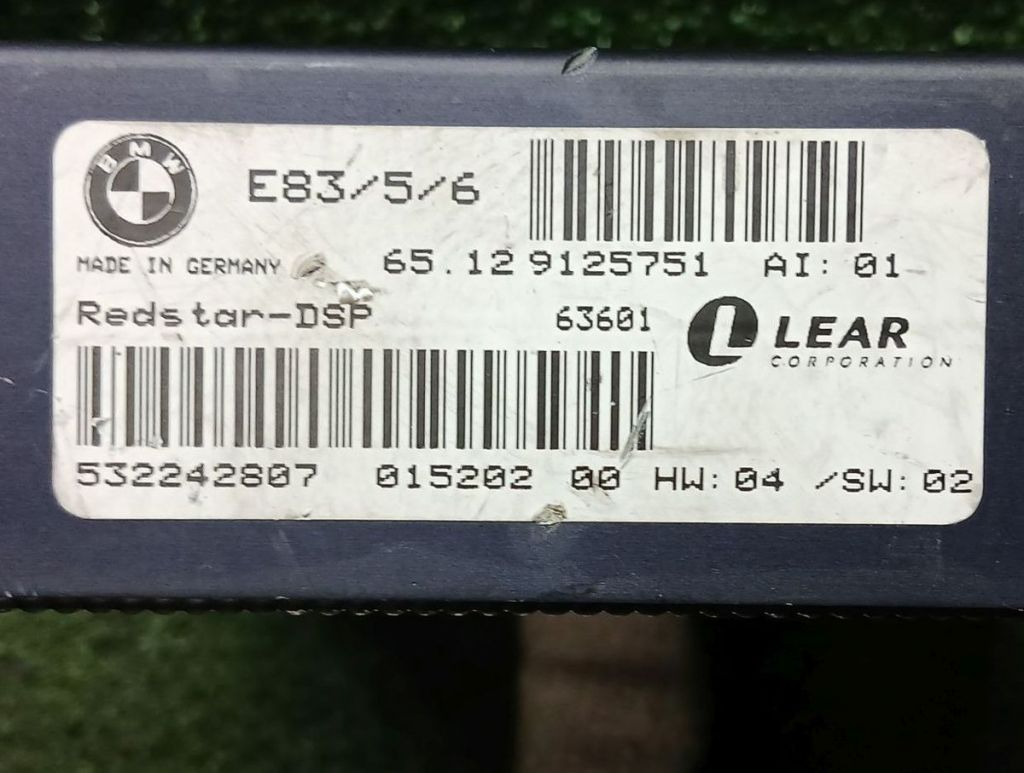 BMW
E83/5/6
MADE IN GERMANY 65.12 9125751 AI: 01
Redstar-DSP 63601
LEAR
CORPORATION
532242807 015202 00 HW: 04 /SW: 02